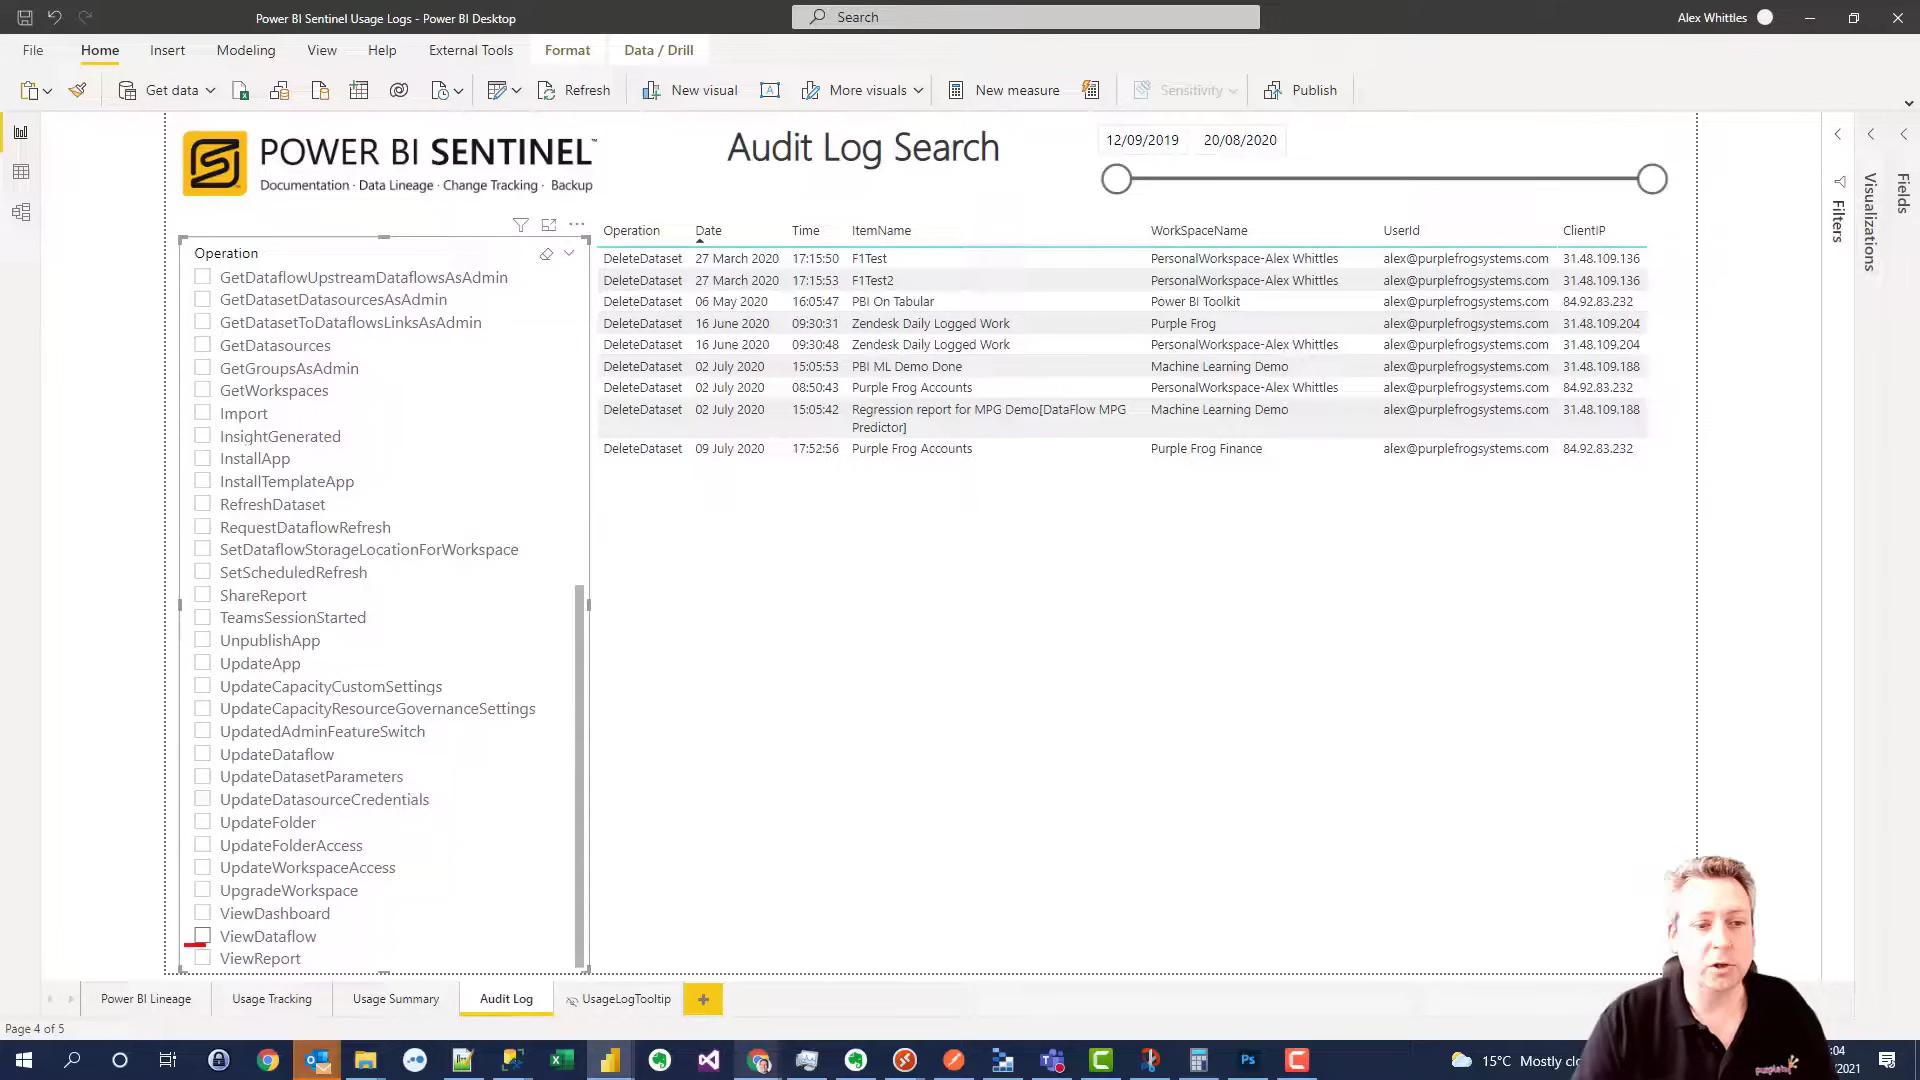 Power BI Sentinel Usage Logs - Power BI Desktop
Search
Alex Whittles
File Home Insert Modeling View Help External Tools Format Data / Drill
Get data Refresh New visual More visuals New measure Sensitivity Publish
POWER BI SENTINEL™
Documentation · Data Lineage · Change Tracking · Backup
Audit Log Search
12/09/2019 20/08/2020
Filters
Visualizations
Fields
Operation
GetDataflowUpstreamDataflowsAsAdmin
GetDatasetDatasourcesAsAdmin
GetDatasetToDataflowsLinksAsAdmin
GetDatasources
GetGroupsAsAdmin
GetWorkspaces
Import
InsightGenerated
InstallApp
InstallTemplateApp
RefreshDataset
RequestDataflowRefresh
SetDataflowStorageLocationForWorkspace
SetScheduledRefresh
ShareReport
TeamsSessionStarted
UnpublishApp
UpdateApp
UpdateCapacityCustomSettings
UpdateCapacityResourceGovernanceSettings
UpdatedAdminFeatureSwitch
UpdateDataflow
UpdateDatasetParameters
UpdateDatasourceCredentials
UpdateFolder
UpdateFolderAccess
UpdateWorkspaceAccess
UpgradeWorkspace
ViewDashboard
ViewDataflow
ViewReport
Operation Date Time ItemName WorkSpaceName UserId ClientIP
DeleteDataset 27 March 2020 17:15:50 F1Test PersonalWorkspace-Alex Whittles alex@purplefrogsystems.com 31.48.109.136
DeleteDataset 27 March 2020 17:15:53 F1Test2 PersonalWorkspace-Alex Whittles alex@purplefrogsystems.com 31.48.109.136
DeleteDataset 06 May 2020 16:05:47 PBI On Tabular Power BI Toolkit alex@purplefrogsystems.com 84.92.83.232
DeleteDataset 16 June 2020 09:30:31 Zendesk Daily Logged Work Purple Frog alex@purplefrogsystems.com 31.48.109.204
DeleteDataset 16 June 2020 09:30:48 Zendesk Daily Logged Work PersonalWorkspace-Alex Whittles alex@purplefrogsystems.com 31.48.109.204
DeleteDataset 02 July 2020 15:05:53 PBI ML Demo Done Machine Learning Demo alex@purplefrogsystems.com 31.48.109.188
DeleteDataset 02 July 2020 08:50:43 Purple Frog Accounts PersonalWorkspace-Alex Whittles alex@purplefrogsystems.com 84.92.83.232
DeleteDataset 02 July 2020 15:05:42 Regression report for MPG Demo[DataFlow MPG Machine Learning Demo alex@purplefrogsystems.com 31.48.109.188
Predictor]
DeleteDataset 09 July 2020 17:52:56 Purple Frog Accounts Purple Frog Finance alex@purplefrogsystems.com 84.92.83.232
Power BI Lineage Usage Tracking Usage Summary Audit Log UsageLogTooltip
Page 4 of 5
15°C Mostly
:04
/2021